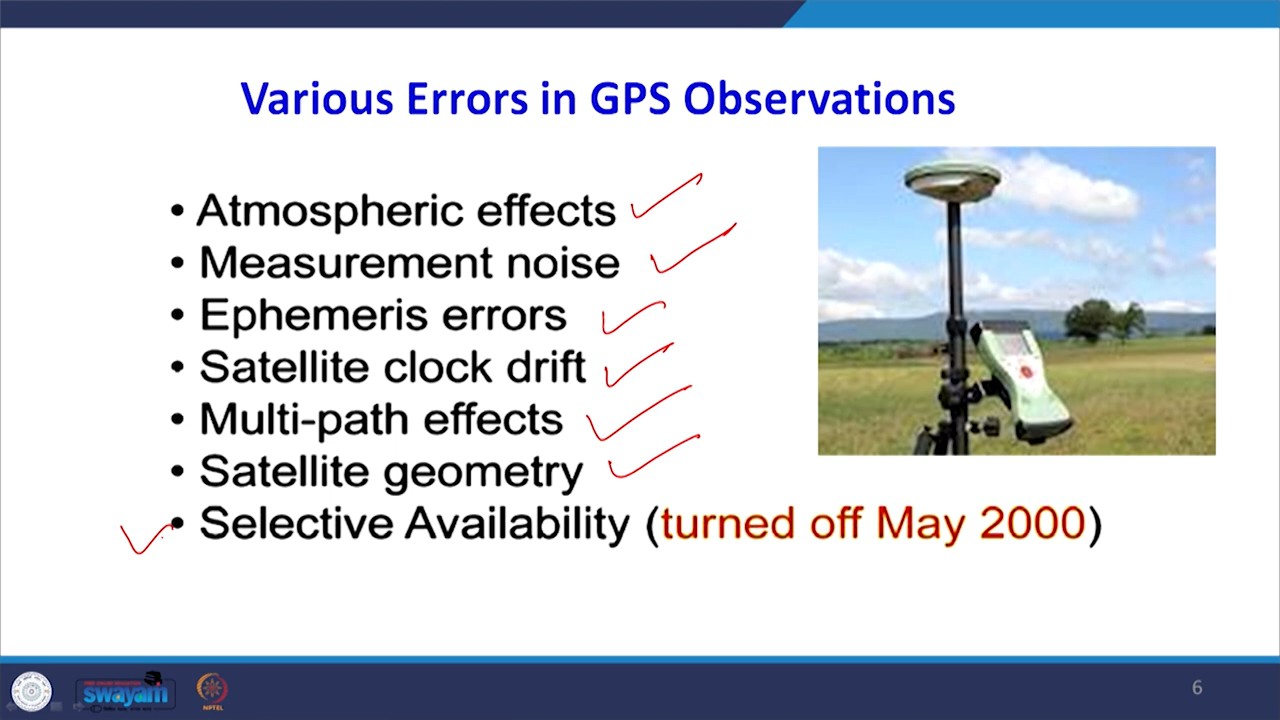 Various Errors in GPS Observations
• Atmospheric effects
• Measurement noise
• Ephemeris errors
• Satellite clock drift
• Multi-path effects
• Satellite geometry
• Selective Availability (turned off May 2000)
swayam
NPTEL
6